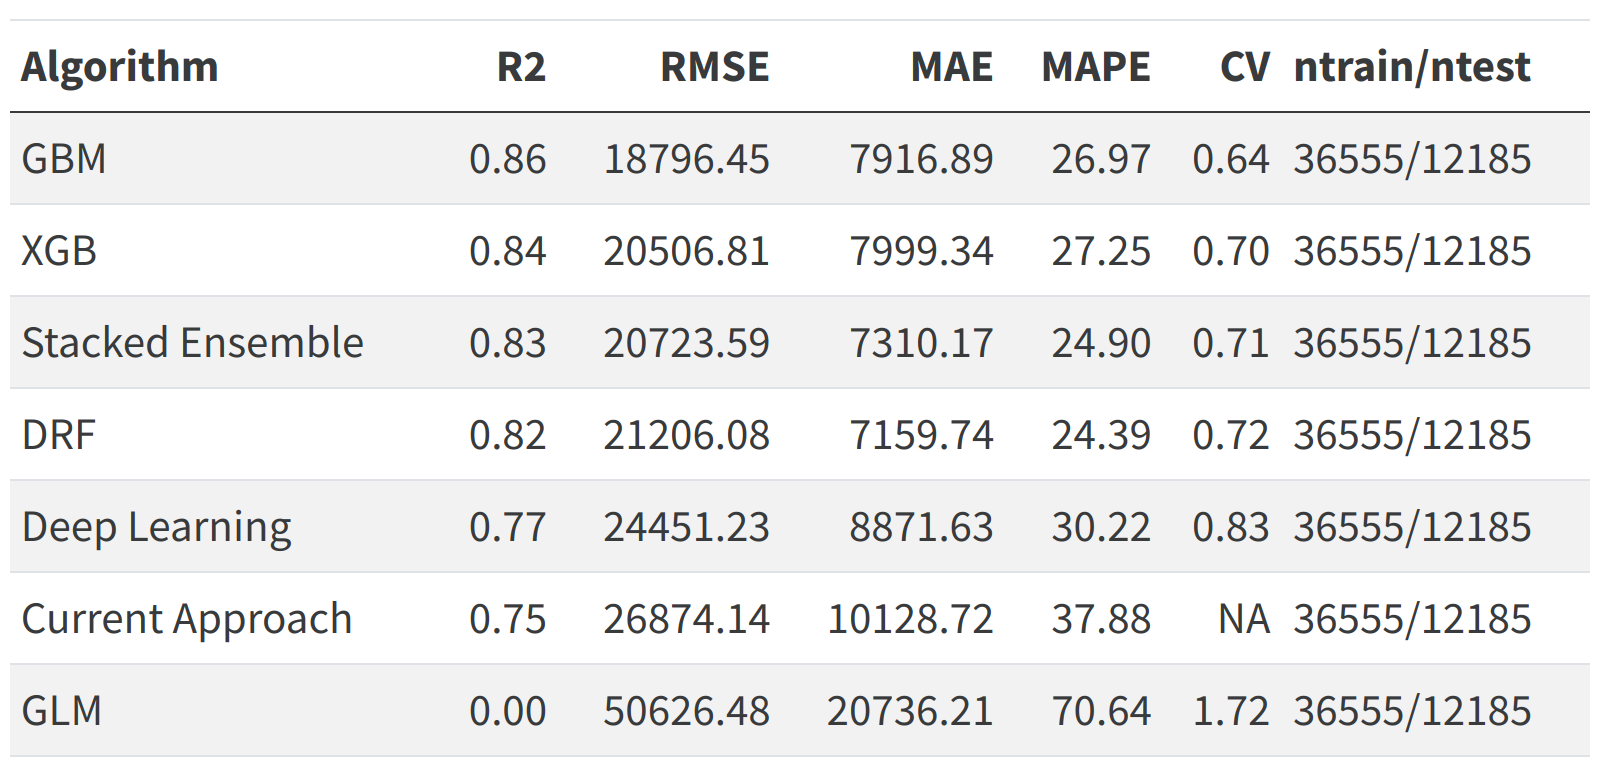 Algorithm R2 RMSE MAE MAPE CV ntrain/ntest
GBM 0.86 18796.45 7916.89 26.97 0.64 36555/12185
XGB 0.84 20506.81 7999.34 27.25 0.70 36555/12185
Stacked Ensemble 0.83 20723.59 7310.17 24.90 0.71 36555/12185
DRF 0.82 21206.08 7159.74 24.39 0.72 36555/12185
Deep Learning 0.77 24451.23 8871.63 30.22 0.83 36555/12185
Current Approach 0.75 26874.14 10128.72 37.88 NA 36555/12185
GLM 0.00 50626.48 20736.21 70.64 1.72 36555/12185